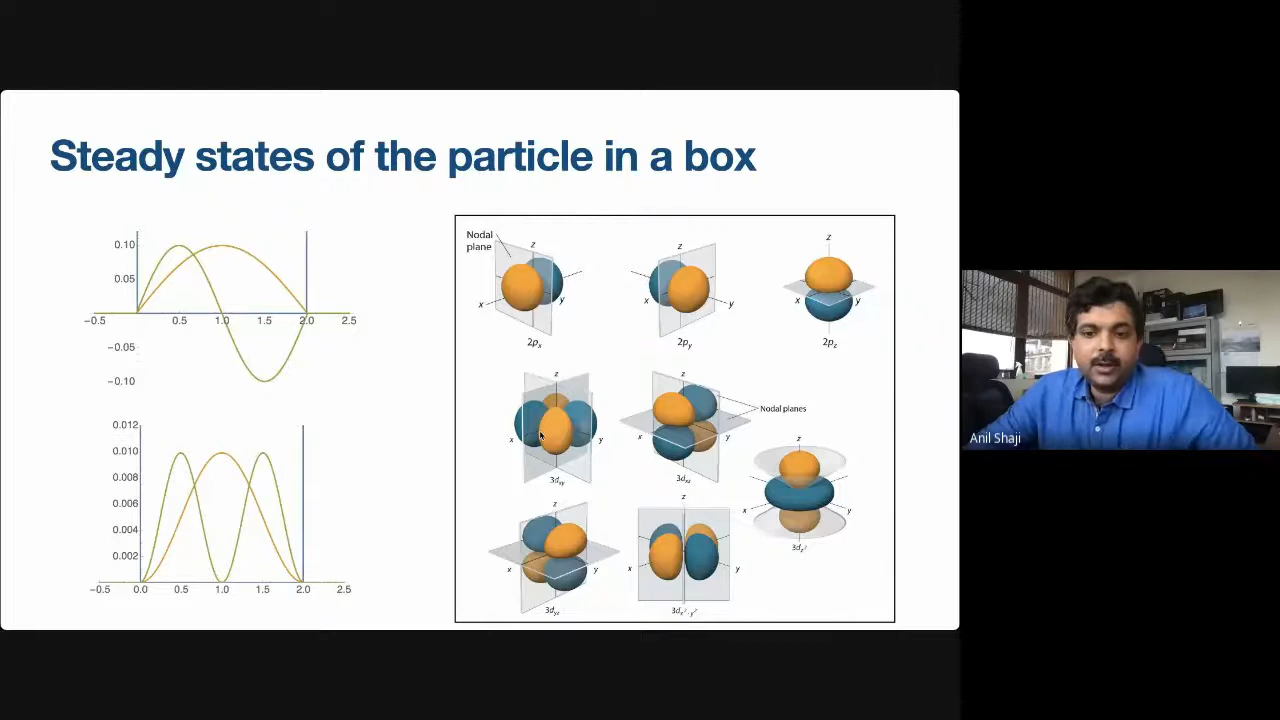 Steady states of the particle in a box
0.10
0.05
−0.5
0.5
1.0
1.5
2.0
2.5
−0.05
−0.10
0.012
0.010
0.008
0.006
0.004
0.002
−0.5
0.0
0.5
1.0
1.5
2.0
2.5
Nodal
plane
z
x
y
2px
z
x
y
2py
z
x
y
2pz
z
x
y
3dxy
z
x
y
3dxz
Nodal planes
z
x
y
3dz²
z
x
y
3dyz
z
x
y
3dx²-y²
Anil Shaji